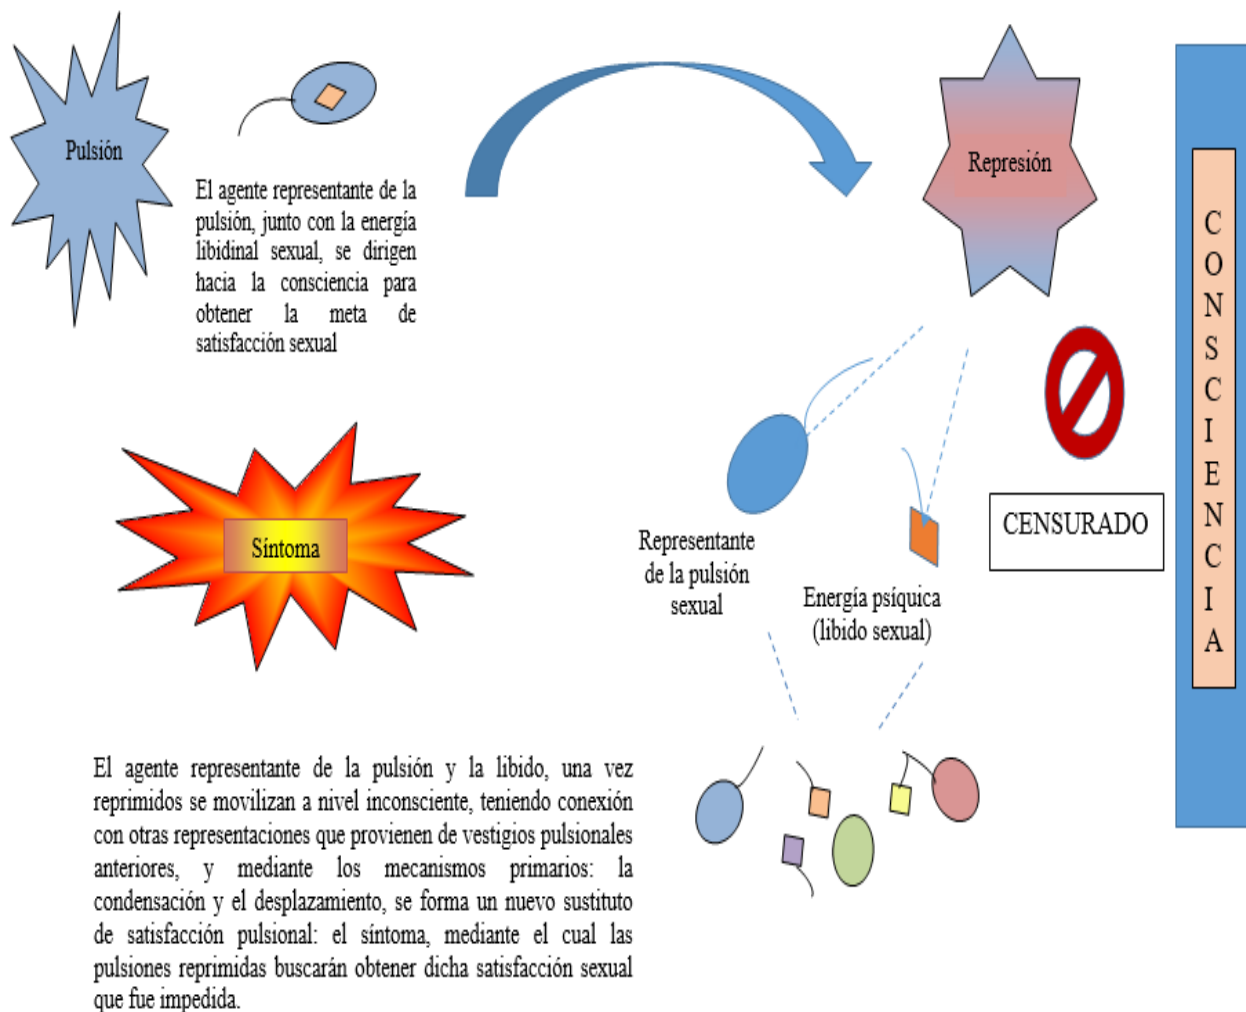 Pulsión
El agente representante de la
pulsión, junto con la energía
libidinal sexual, se dirigen
hacia la consciencia para
obtener la meta de
satisfacción sexual
Represión
CONSCIENCIA
CENSURADO
Síntoma
Representante
de la pulsión
sexual
Energía psíquica
(libido sexual)
El agente representante de la pulsión y la libido, una vez
reprimidos se movilizan a nivel inconsciente, teniendo conexión
con otras representaciones que provienen de vestigios pulsionales
anteriores, y mediante los mecanismos primarios: la
condensación y el desplazamiento, se forma un nuevo sustituto
de satisfacción pulsional: el síntoma, mediante el cual las
pulsiones reprimidas buscarán obtener dicha satisfacción sexual
que fue impedida.